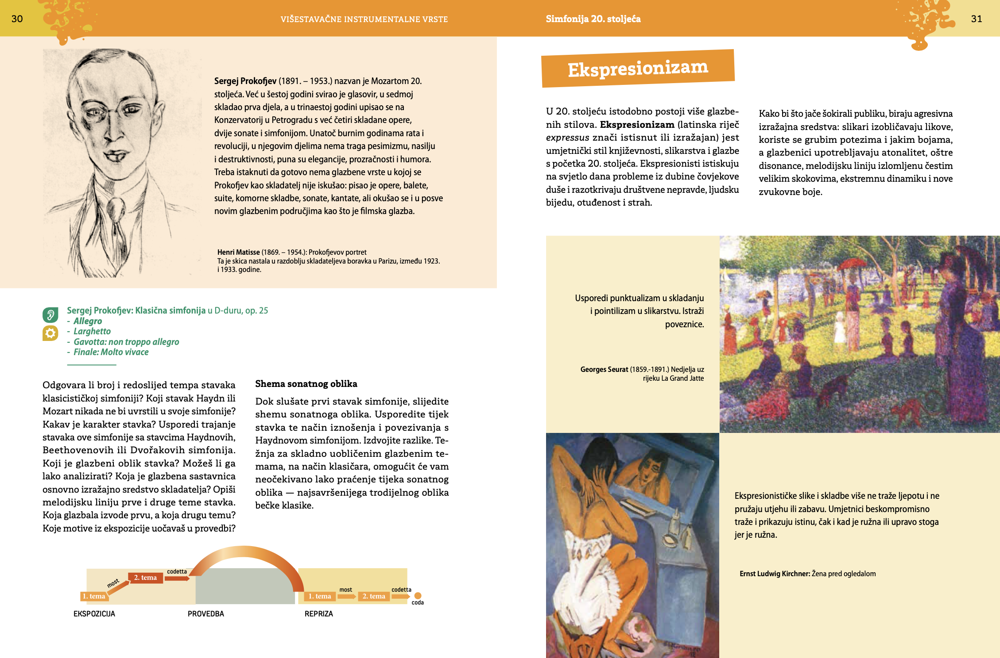 30
VIŠESTAVAČNE INSTRUMENTALNE VRSTE
Sergej Prokofjev (1891. – 1953.) nazvan je Mozartom 20.
stoljeća. Već u šestoj godini svirao je glasovir, u sedmoj
skladao prva djela, a u trinaestoj godini upisao se na
Konzervatorij u Petrogradu s već četiri skladane opere,
dvije sonate i simfonijom. Unatoč burnim godinama rata i
revoluciji, u njegovim djelima nema traga pesimizmu, nasilju
i destruktivnosti, puna su elegancije, prozračnosti i humora.
Treba istaknuti da gotovo nema glazbene vrste u kojoj se
Prokofjev kao skladatelj nije iskušao: pisao je opere, balete,
suite, komorne skladbe, sonate, kantate, ali okušao se i u posve
novim glazbenim područjima kao što je filmska glazba.
Henri Matisse (1869. – 1954.): Prokofjevov portret
Ta je skica nastala u razdoblju skladateljeva boravka u Parizu, između 1923.
i 1933. godine.
Sergej Prokofjev: Klasična simfonija u D-duru, op. 25
- Allegro
- Larghetto
- Gavotta: non troppo allegro
- Finale: Molto vivace
Odgovara li broj i redoslijed tempa stavaka
klasicističkoj simfoniji? Koji stavak Haydn ili
Mozart nikada ne bi uvrstili u svoje simfonije?
Kakav je karakter stavka? Usporedi trajanje
stavaka ove simfonije sa stavcima Haydnovih,
Beethovenovih ili Dvořakovih simfonija.
Koji je glazbeni oblik stavka? Možeš li ga
lako analizirati? Koja je glazbena sastavnica
osnovno izražajno sredstvo skladatelja? Opiši
melodijsku liniju prve i druge teme stavka.
Koja glazbala izvode prvu, a koja drugu temu?
Koje motive iz ekspozicije uočavaš u provedbi?
Shema sonatnog oblika
Dok slušate prvi stavak simfonije, slijedite
shemu sonatnoga oblika. Usporedite tijek
stavka te način iznošenja i povezivanja s
Haydnovom simfonijom. Izdvojite razlike. Te-
žnja za skladno uobličenim glazbenim te-
mama, na način klasičara, omogućit će vam
neočekivano lako praćenje tijeka sonatnog
oblika — najsavršenijega trodijelnog oblika
bečke klasike.
1. tema
most
2. tema
codetta
1. tema
most
2. tema
codetta
coda
EKSPOZICIJA
PROVEDBA
REPRIZA
Simfonija 20. stoljeća
31
Ekspresionizam
U 20. stoljeću istodobno postoji više glazbe-
nih stilova. Ekspresionizam (latinska riječ
expressus znači istisnut ili izražajan) jest
umjetnički stil književnosti, slikarstva i glazbe
s početka 20. stoljeća. Ekspresionisti istiskuju
na svjetlo dana probleme iz dubine čovjekove
duše i razotkrivaju društvene nepravde, ljudsku
bijedu, otuđenost i strah.
Kako bi što jače šokirali publiku, biraju agresivna
izražajna sredstva: slikari izobličavaju likove,
koriste se grubim potezima i jakim bojama,
a glazbenici upotrebljavaju atonalitet, oštre
disonance, melodijsku liniju izlomljenu čestim
velikim skokovima, ekstremnu dinamiku i nove
zvukovne boje.
Usporedi punktualizam u skladanju
i pointilizam u slikarstvu. Istraži
poveznice.
Georges Seurat (1859.-1891.) Nedjelja uz
rijeku La Grand Jatte
Ekspresionističke slike i skladbe više ne traže ljepotu i ne
pružaju utjehu ili zabavu. Umjetnici beskompromisno
traže i prikazuju istinu, čak i kad je ružna ili upravo stoga
jer je ružna.
Ernst Ludwig Kirchner: Žena pred ogledalom